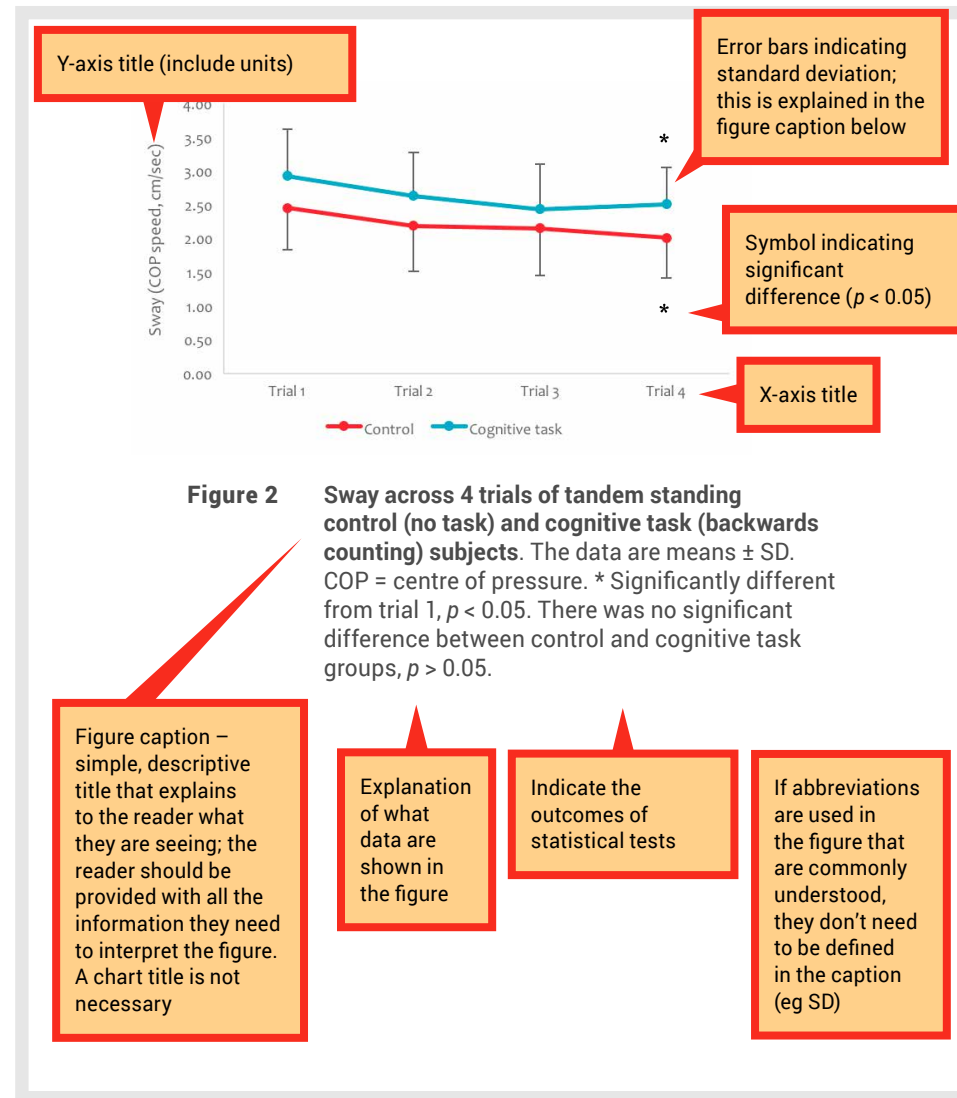 Y-axis title (include units)
Error bars indicating
standard deviation;
this is explained in the
figure caption below
4.00
3.50
3.00
2.50
2.00
1.50
1.00
0.50
0.00
Sway (COP speed, cm/sec)
*
*
Symbol indicating
significant
difference (p < 0.05)
Trial 1 Trial 2 Trial 3 Trial 4
X-axis title
Control Cognitive task
Figure 2 Sway across 4 trials of tandem standing
control (no task) and cognitive task (backwards
counting) subjects. The data are means ± SD.
COP = centre of pressure. * Significantly different
from trial 1, p < 0.05. There was no significant
difference between control and cognitive task
groups, p > 0.05.
Figure caption –
simple, descriptive
title that explains
to the reader what
they are seeing; the
reader should be
provided with all the
information they need
to interpret the figure.
A chart title is not
necessary
Explanation
of what
data are
shown in
the figure
Indicate the
outcomes of
statistical tests
If abbreviations
are used in
the figure that
are commonly
understood,
they don't need
to be defined
in the caption
(eg SD)